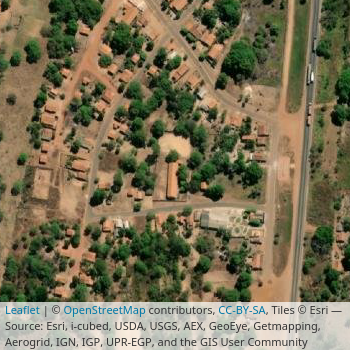 Leaflet | © OpenStreetMap contributors, CC-BY-SA, Tiles © Esri —
Source: Esri, i-cubed, USDA, USGS, AEX, GeoEye, Getmapping,
Aerogrid, IGN, IGP, UPR-EGP, and the GIS User Community